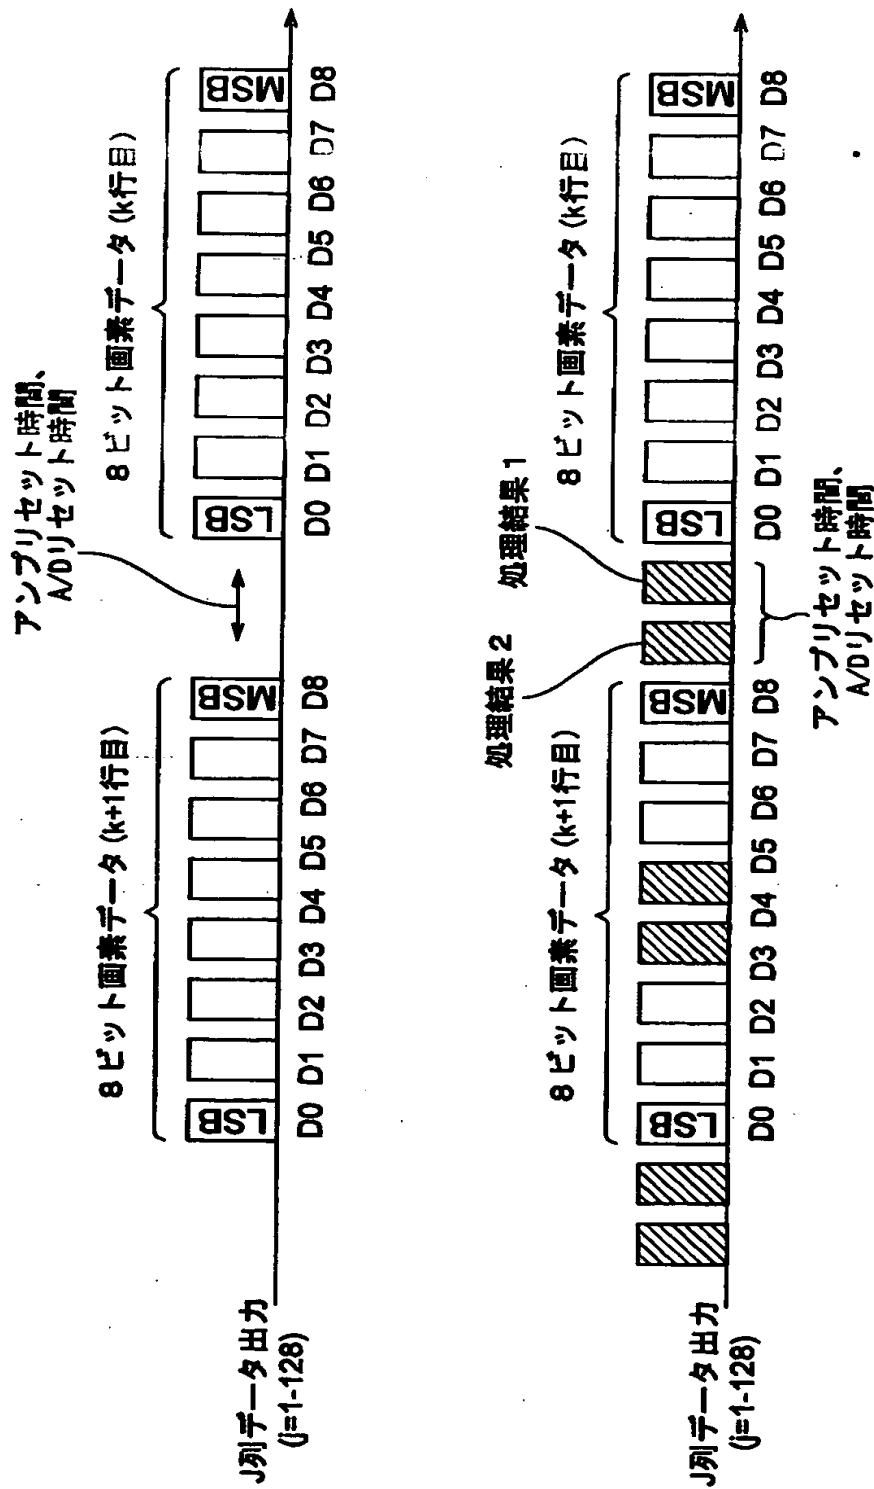 アンプリセット時間、
A/Dリセット時間
8ビット画素データ(k+1行目)
8ビット画素データ(k行目)
LSB
MSB
LSB
MSB
J列データ出力
(j=1-128)
D0 D1 D2 D3 D4 D5 D6 D7 D8
D0 D1 D2 D3 D4 D5 D6 D7 D8
処理結果2
処理結果1
8ビット画素データ(k+1行目)
8ビット画素データ(k行目)
LSB
MSB
LSB
MSB
J列データ出力
(j=1-128)
D0 D1 D2 D3 D4 D5 D6 D7 D8
D0 D1 D2 D3 D4 D5 D6 D7 D8
アンプリセット時間、
A/Dリセット時間